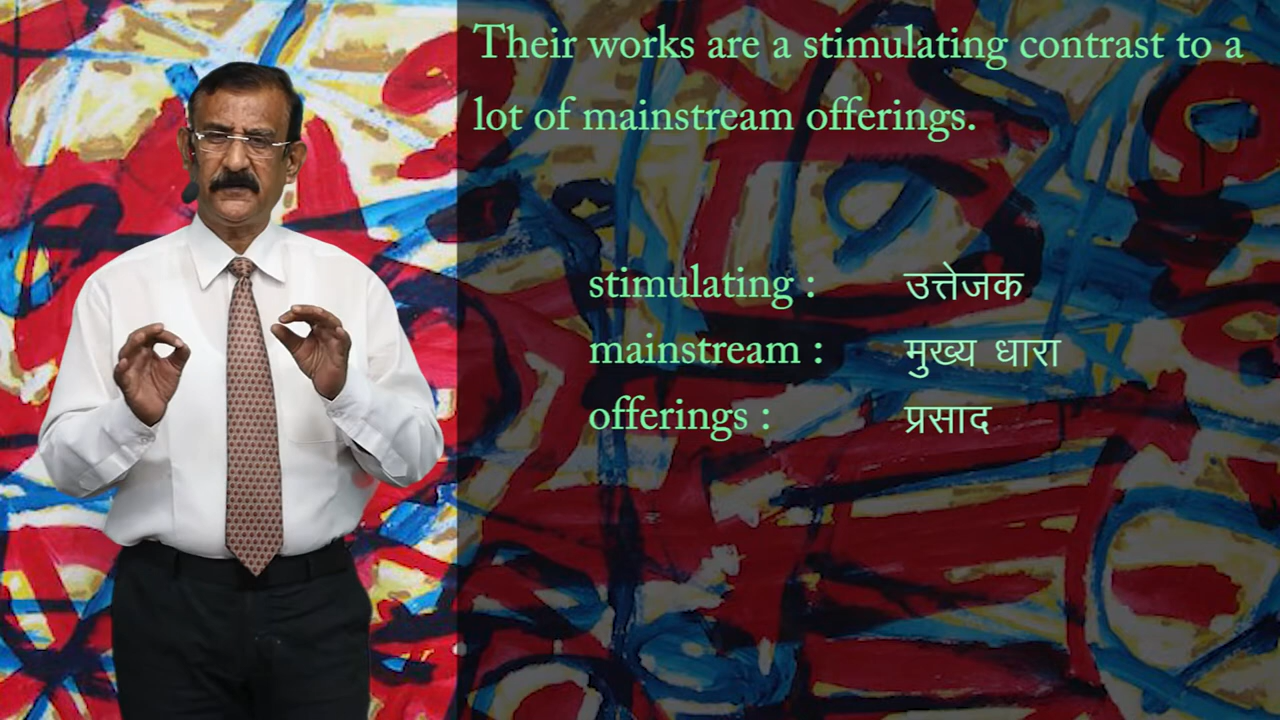 Their works are a stimulating contrast to a
lot of mainstream offerings.
stimulating : उत्तेजक
mainstream : मुख्य धारा
offerings : प्रसाद